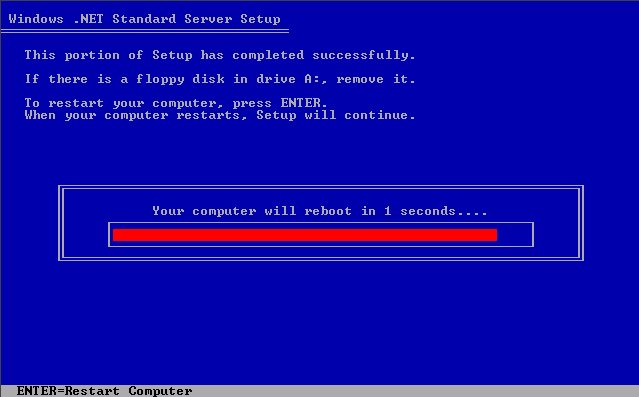 Windows .NET Standard Server Setup
This portion of Setup has completed successfully.
If there is a floppy disk in drive A:, remove it.
To restart your computer, press ENTER.
When your computer restarts, Setup will continue.
Your computer will reboot in 1 seconds....
ENTER=Restart Computer